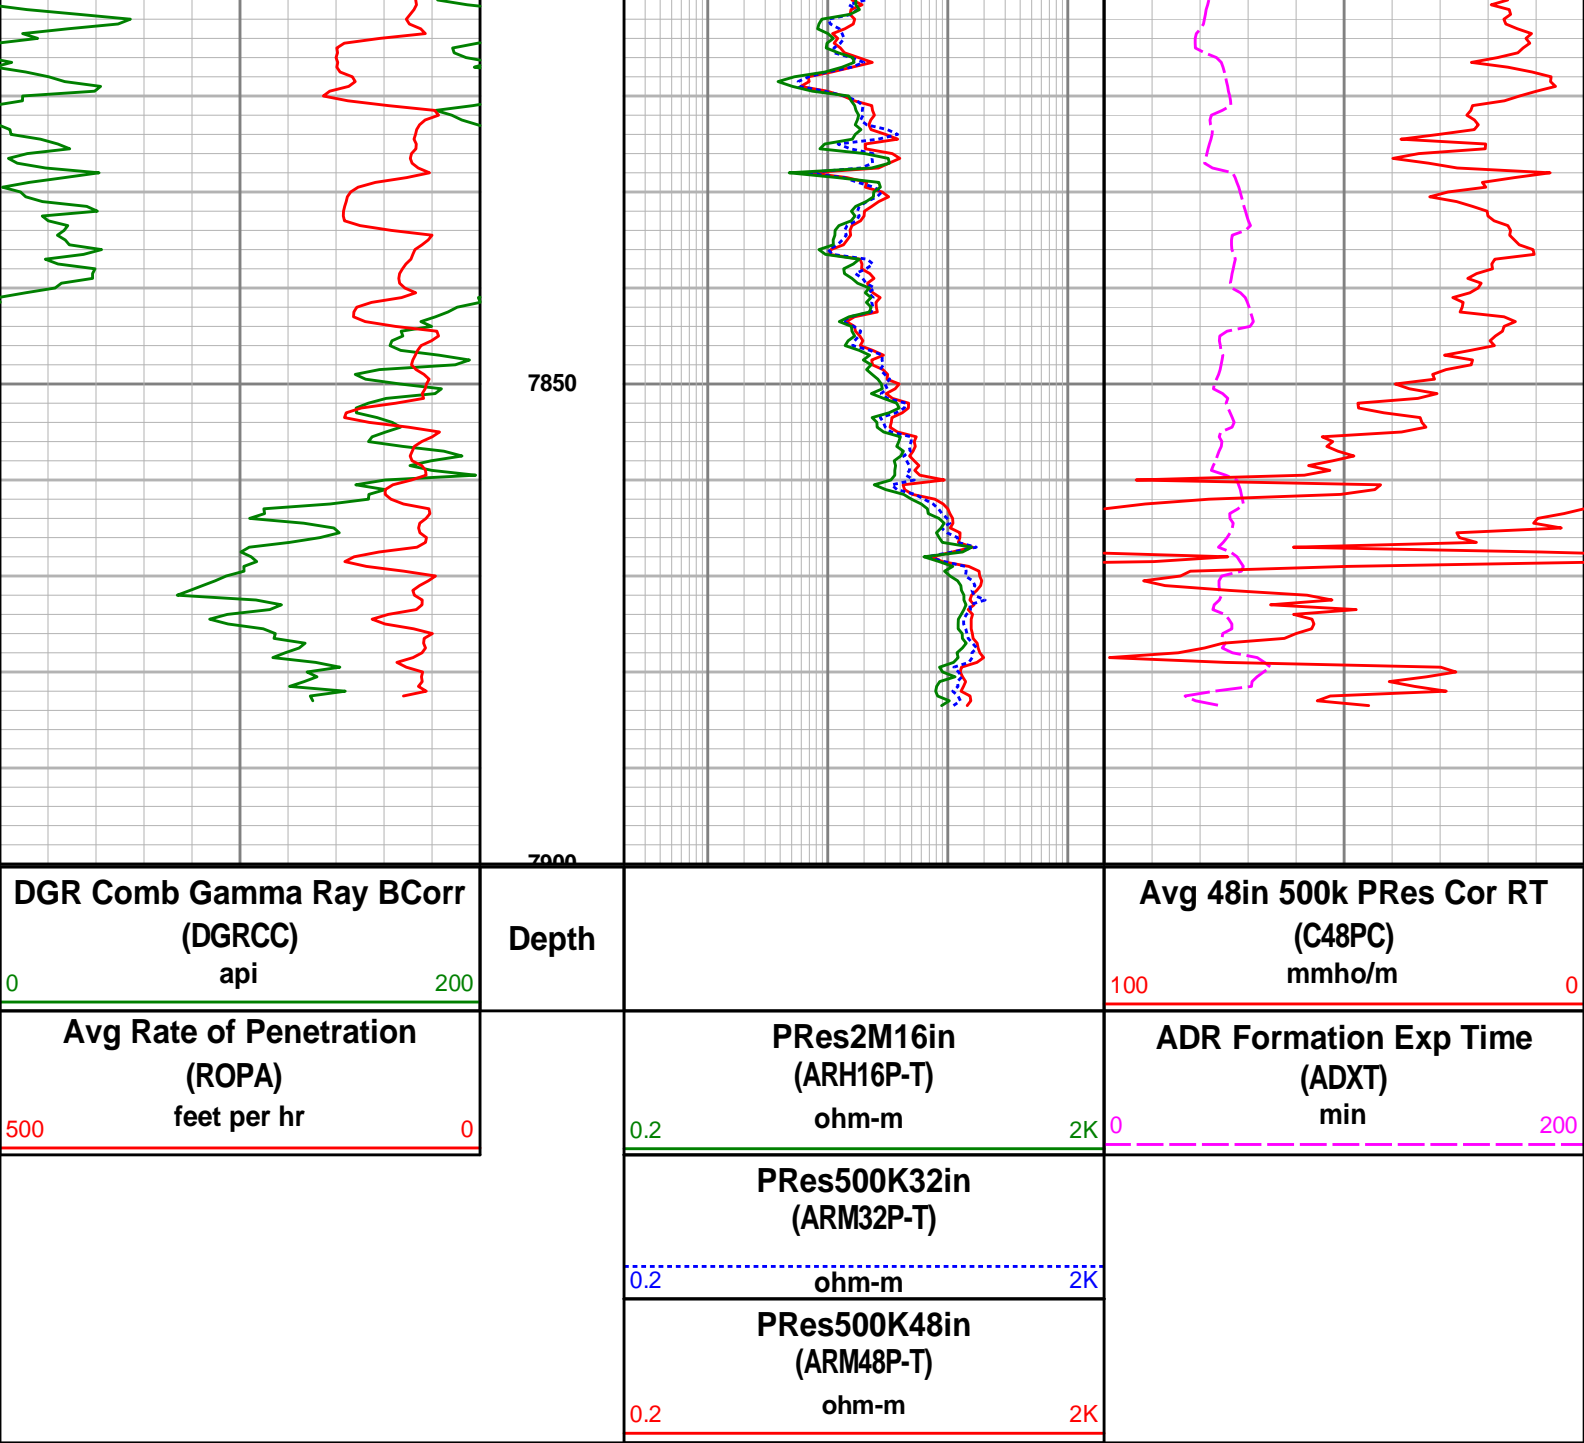 7850
7900
DGR Comb Gamma Ray BCorr
(DGRCC)
api
0 200
Avg Rate of Penetration
(ROPA)
feet per hr
500 0
Depth
PRes2M16in
(ARH16P-T)
ohm-m
0.2 2K
PRes500K32in
(ARM32P-T)
0.2 ohm-m 2K
PRes500K48in
(ARM48P-T)
ohm-m
0.2 2K
Avg 48in 500k PRes Cor RT
(C48PC)
mmho/m
100 0
ADR Formation Exp Time
(ADXT)
min
0 200